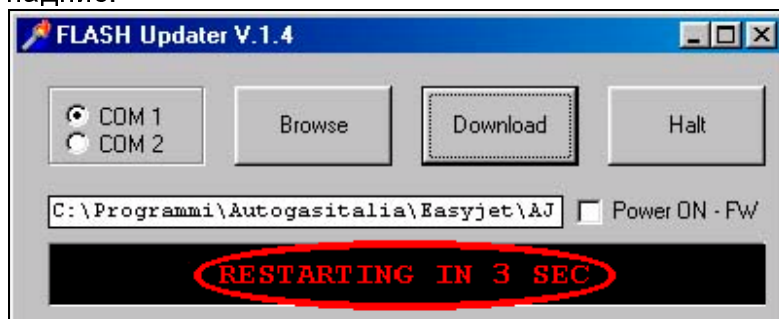 надпис:
FLASH Updater V.1.4
COM 1
COM 2
Browse
Download
Halt
C:\Programmi\Autogasitalia\Easyjet\AJ
Power ON - FW
RESTARTING IN 3 SEC